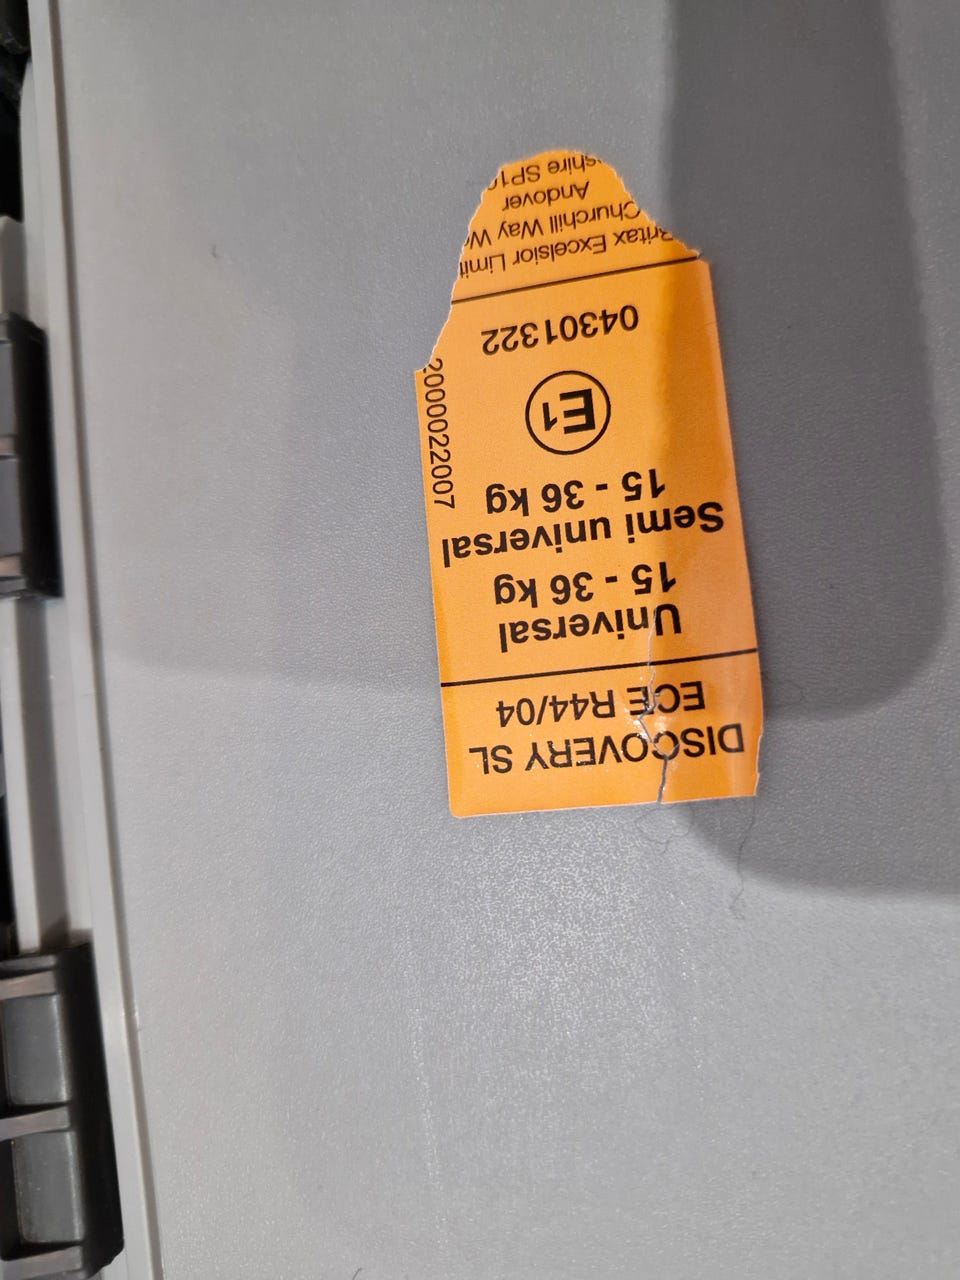 DISCOVERY SL
ECE R44/04
Universal
15 - 36 kg
Semi universal
15 - 36 kg
E1
04301322
2000022007
Britax Excelsior Limit
Churchill Way W
Andover
shire SP1